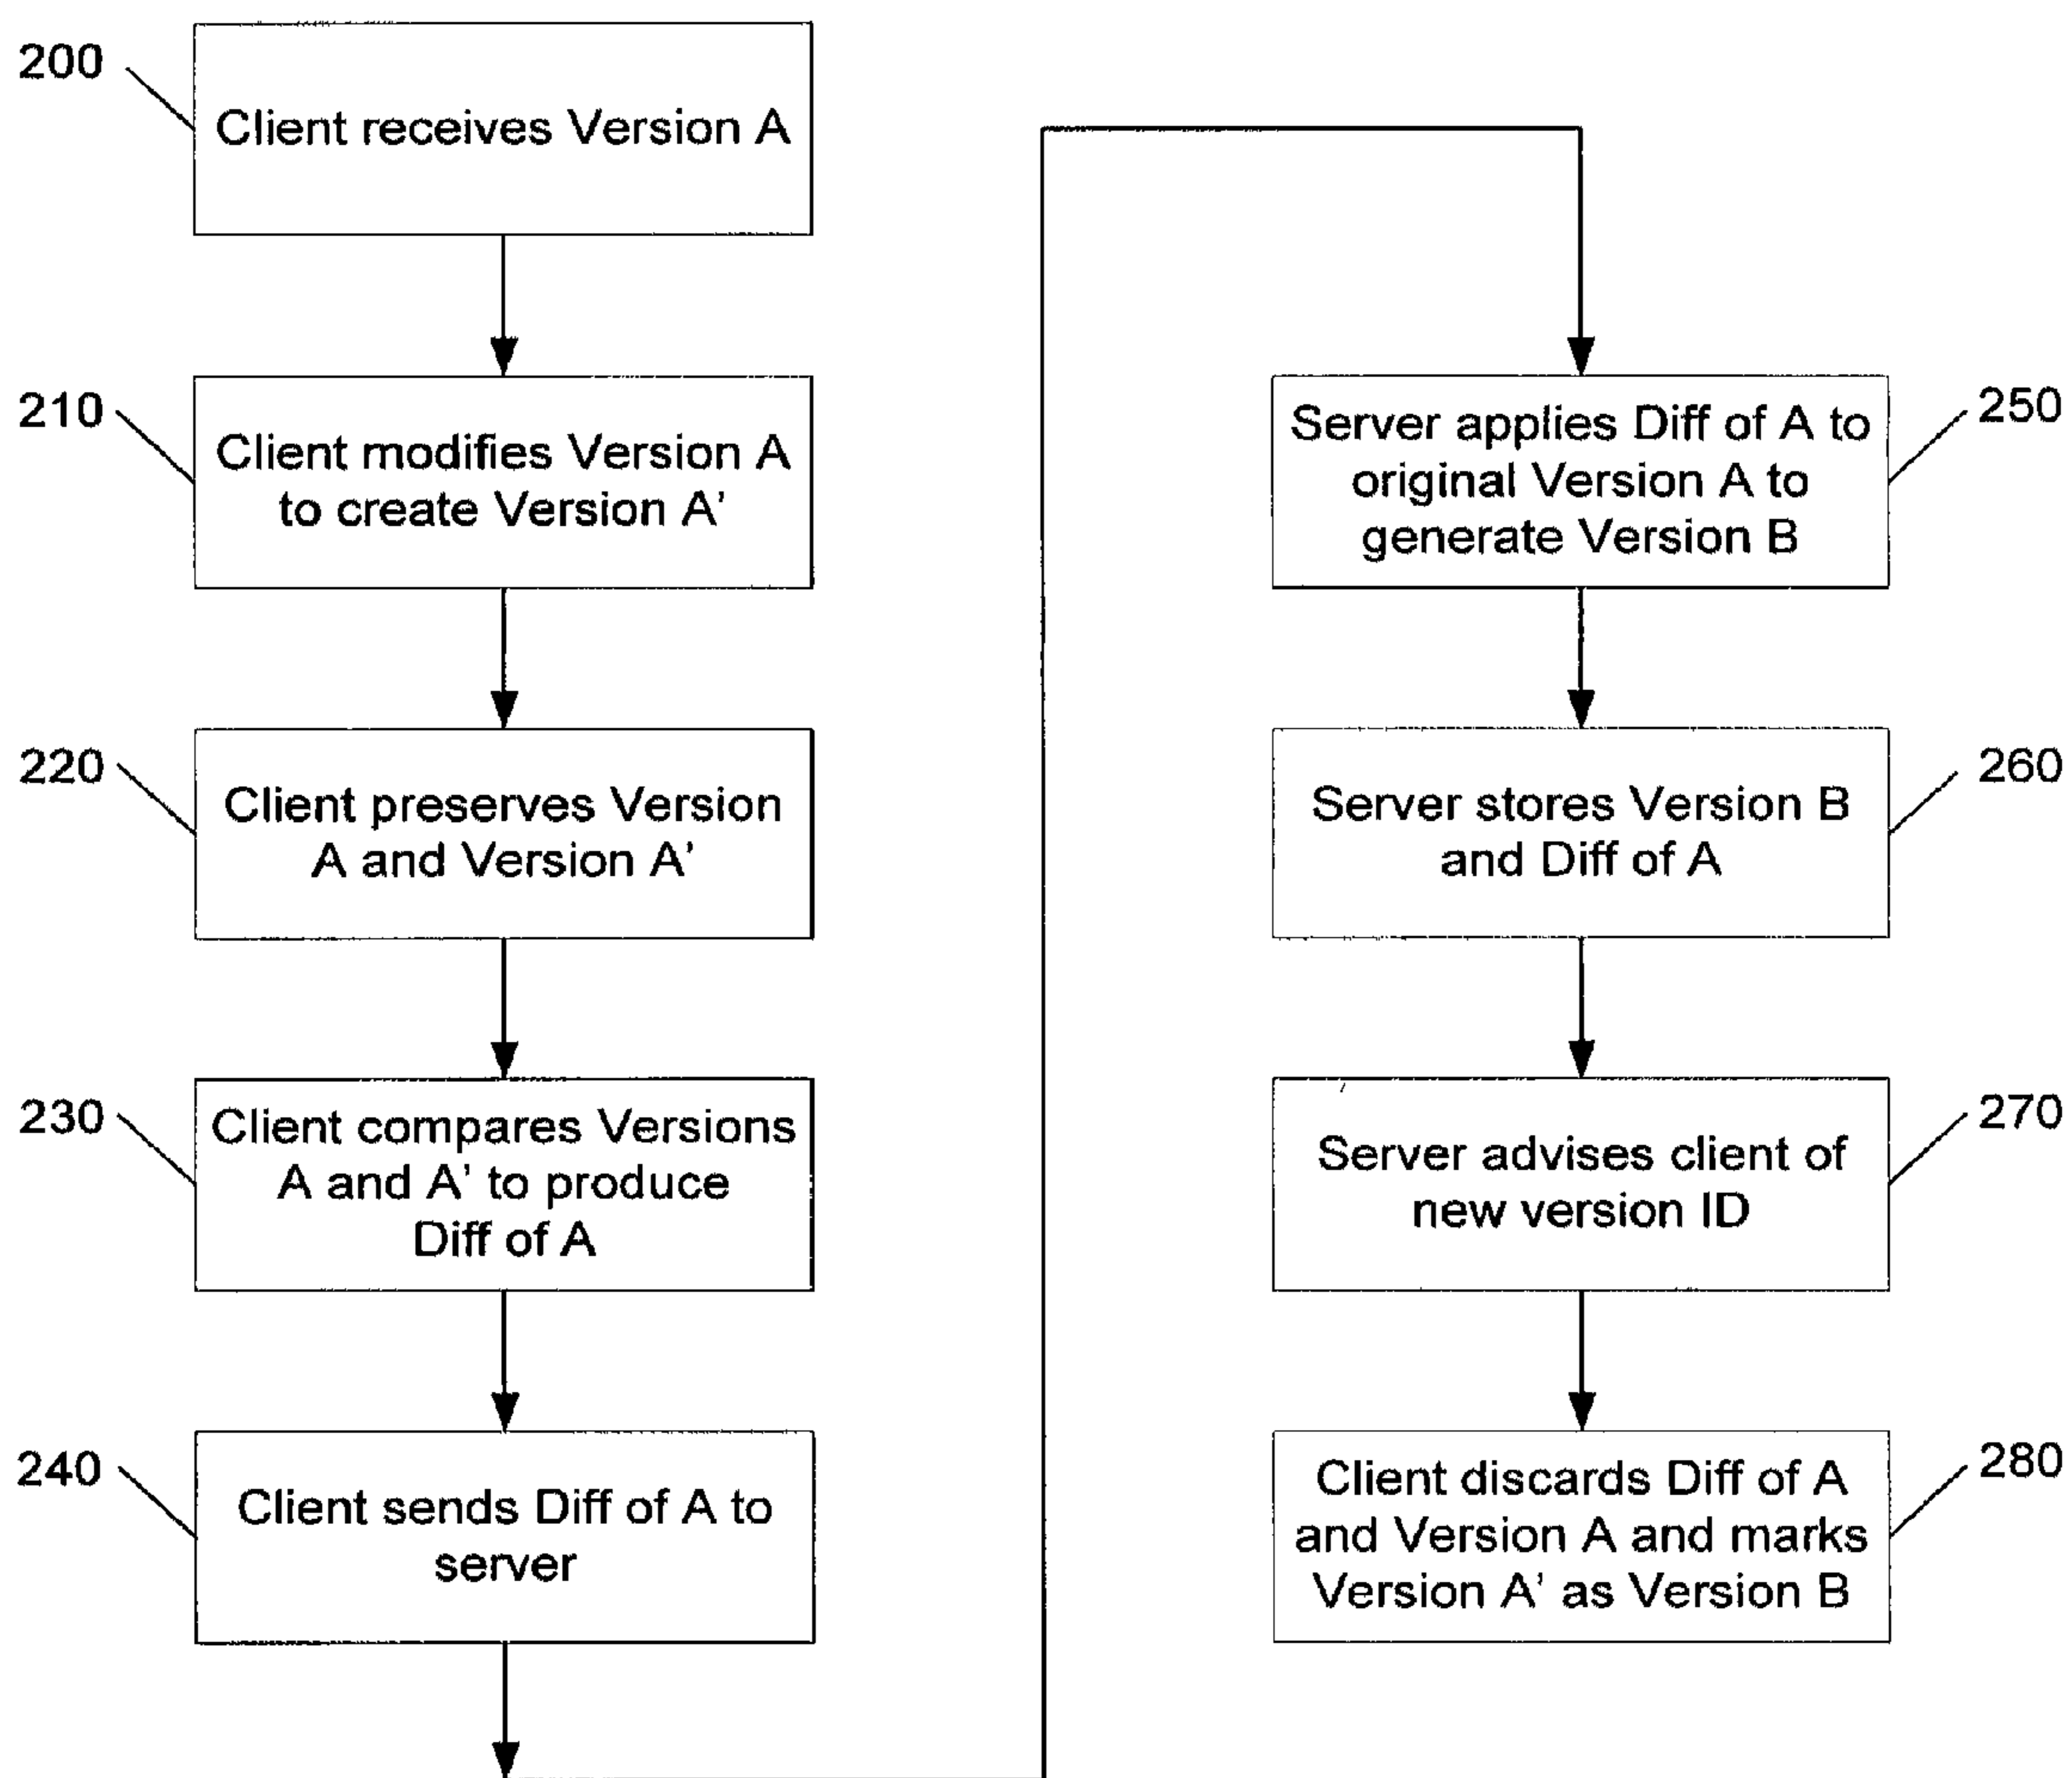 200
Client receives Version A
210
Client modifies Version A
to create Version A'
220
Client preserves Version
A and Version A'
230
Client compares Versions
A and A' to produce
Diff of A
240
Client sends Diff of A to
server
250
Server applies Diff of A to
original Version A to
generate Version B
260
Server stores Version B
and Diff of A
270
Server advises client of
new version ID
280
Client discards Diff of A
and Version A and marks
Version A' as Version B